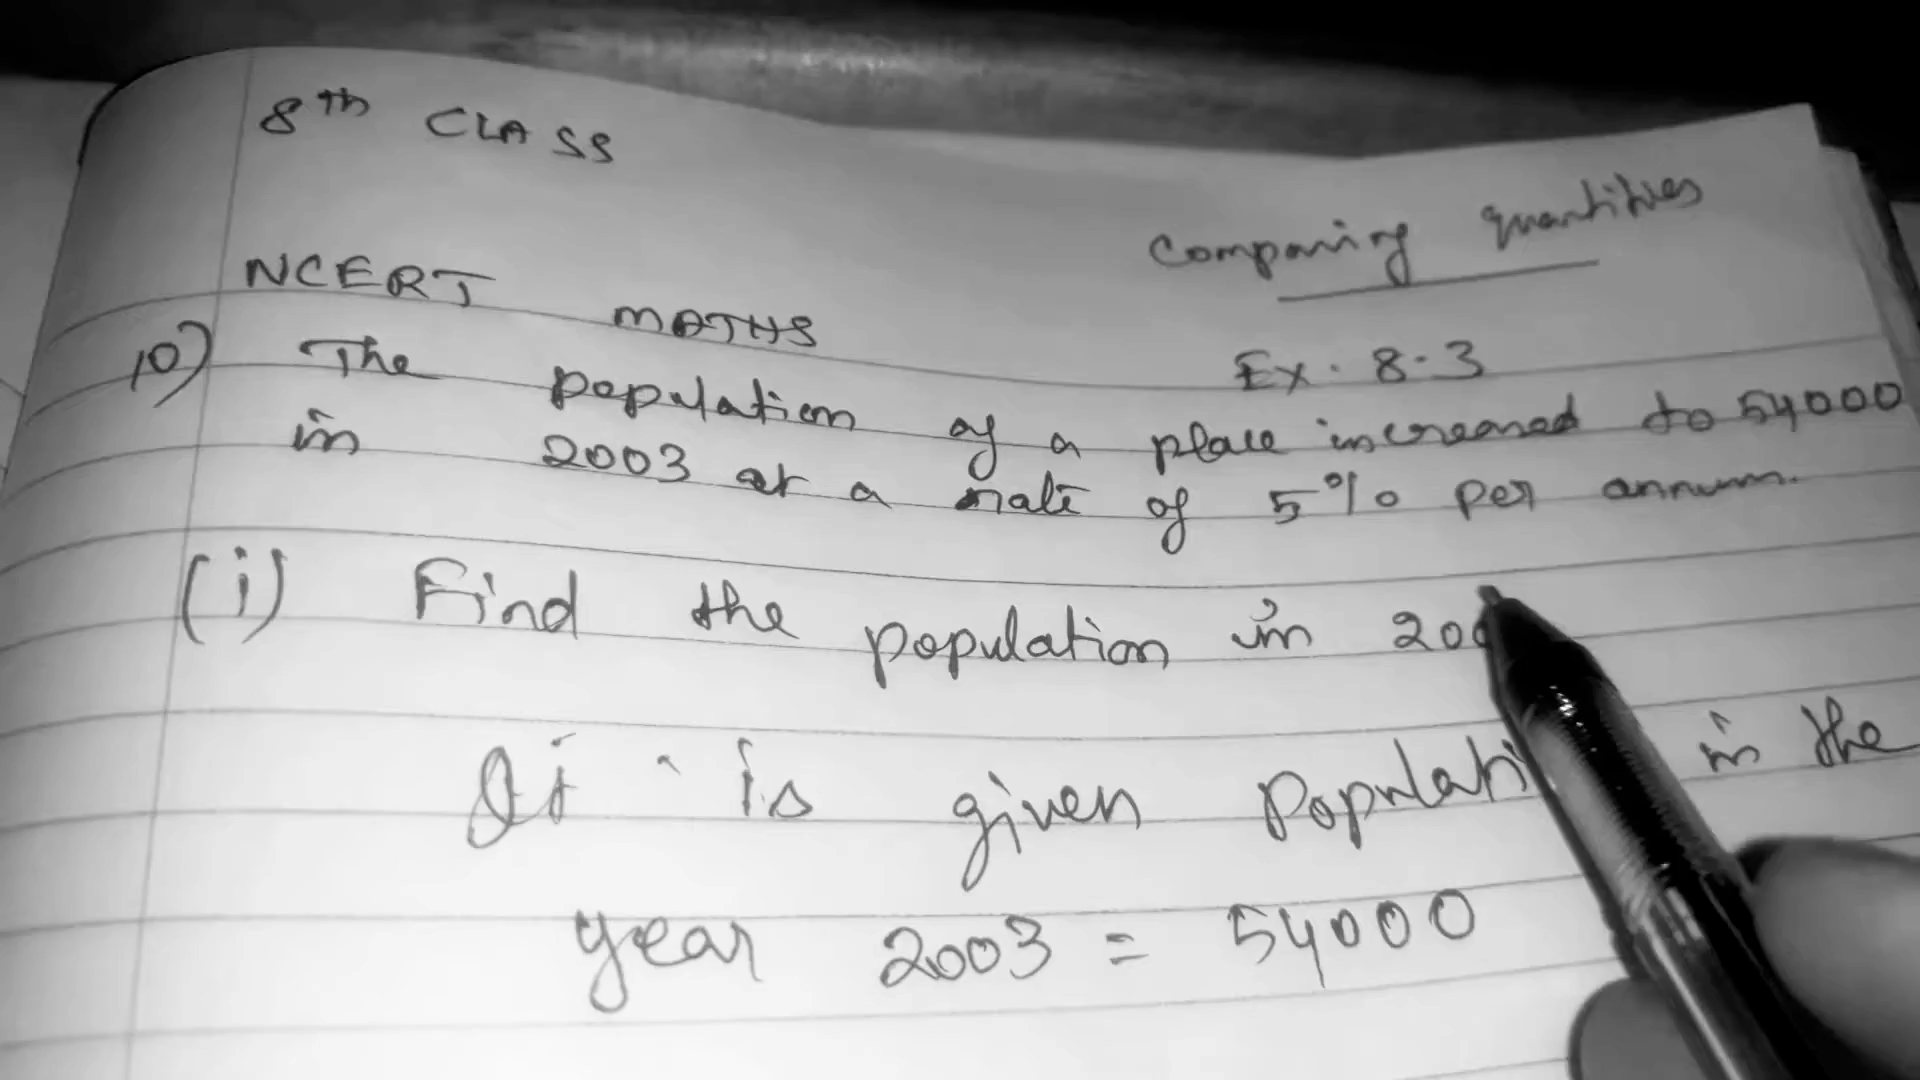 8th CLASS
Comparing quantities
NCERT MATHS
Ex. 8.3
10) The population of a place increased to 54000
in 2003 at a rate of 5% per annum.
(i) Find the population in
It is given in the
year 2003 = 54000